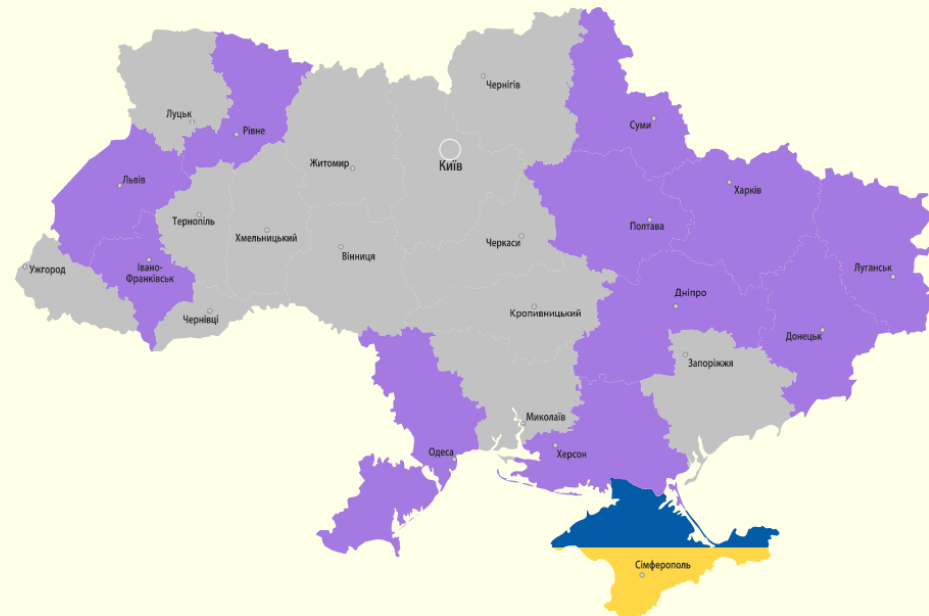 Чернігів
Луцьк
Суми
Рівне
Житомир
Київ
Львів
Харків
Тернопіль
Полтава
Хмельницький
Черкаси
Вінниця
Ужгород
Івано-
Франківськ
Луганськ
Дніпро
Чернівці
Кропивницький
Донецьк
Запоріжжя
Миколаїв
Одеса
Херсон
Сімферополь